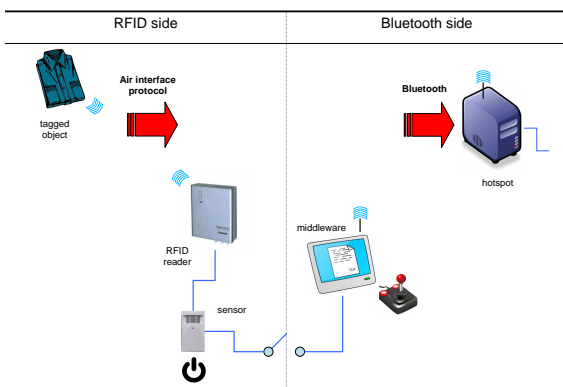 RFID side
Bluetooth side
Air interface
protocol
Bluetooth
tagged
object
hotspot
middleware
RFID
reader
sensor